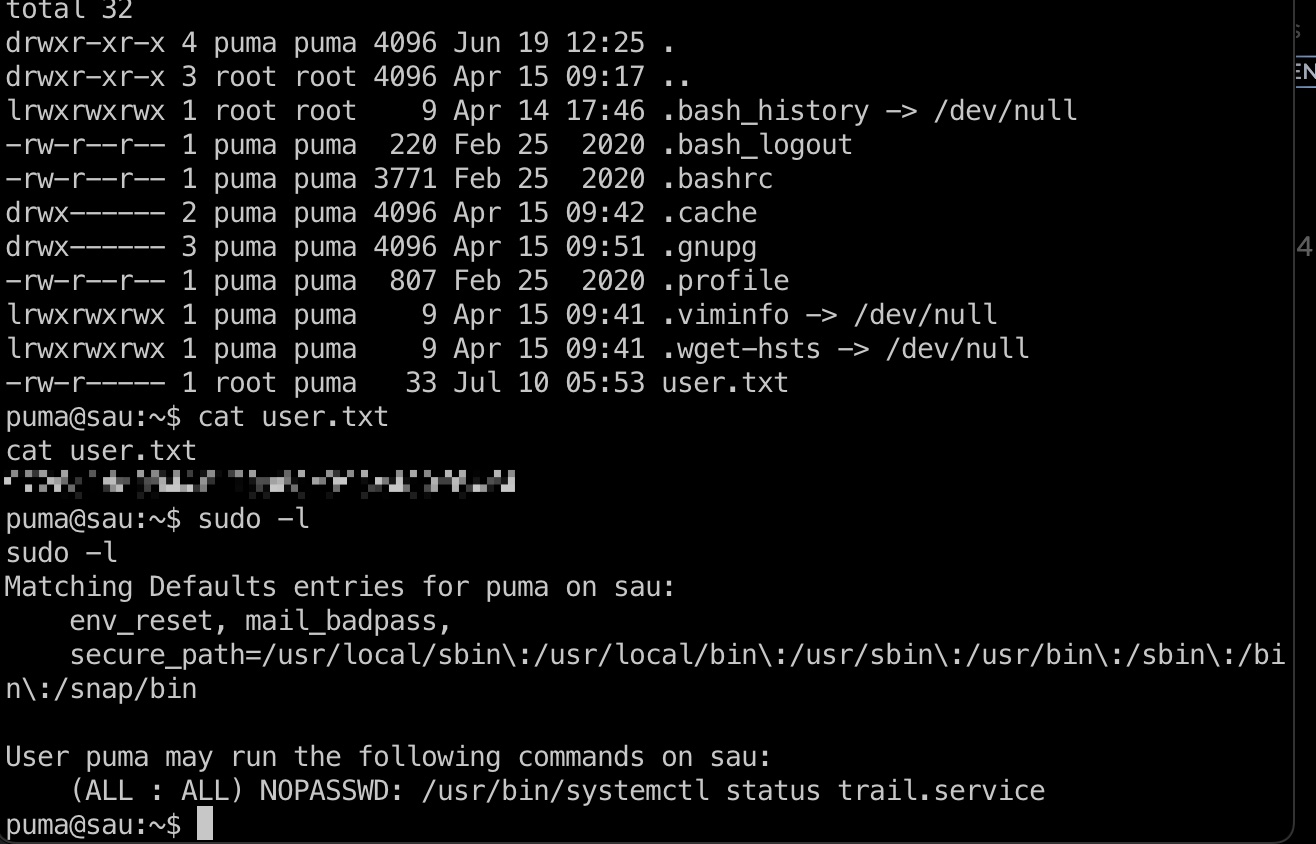 total 32
drwxr-xr-x 4 puma puma 4096 Jun 19 12:25 .
drwxr-xr-x 3 root root 4096 Apr 15 09:17 ..
lrwxrwxrwx 1 root root    9 Apr 14 17:46 .bash_history -> /dev/null
-rw-r--r-- 1 puma puma  220 Feb 25  2020 .bash_logout
-rw-r--r-- 1 puma puma 3771 Feb 25  2020 .bashrc
drwx------ 2 puma puma 4096 Apr 15 09:42 .cache
drwx------ 3 puma puma 4096 Apr 15 09:51 .gnupg
-rw-r--r-- 1 puma puma  807 Feb 25  2020 .profile
lrwxrwxrwx 1 puma puma    9 Apr 15 09:41 .viminfo -> /dev/null
lrwxrwxrwx 1 puma puma    9 Apr 15 09:41 .wget-hsts -> /dev/null
-rw-r----- 1 root puma   33 Jul 10 05:53 user.txt
puma@sau:~$ cat user.txt
cat user.txt
puma@sau:~$ sudo -l
sudo -l
Matching Defaults entries for puma on sau:
    env_reset, mail_badpass,
    secure_path=/usr/local/sbin\:/usr/local/bin\:/usr/sbin\:/usr/bin\:/sbin\:/bi
n\:/snap/bin

User puma may run the following commands on sau:
    (ALL : ALL) NOPASSWD: /usr/bin/systemctl status trail.service
puma@sau:~$